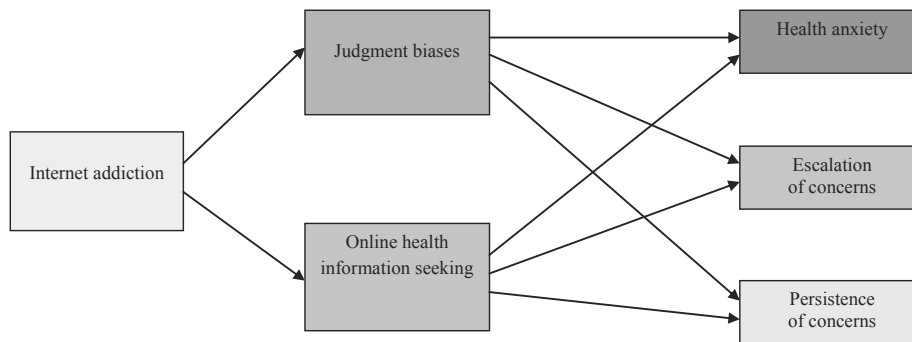 Internet addiction
Judgment biases
Online health
information seeking
Health anxiety
Escalation
of concerns
Persistence
of concerns